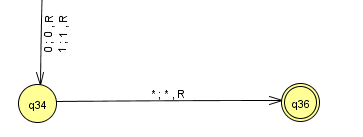 0 ; 0 , R
1 ; 1 , R
q34
* ; * , R
q36